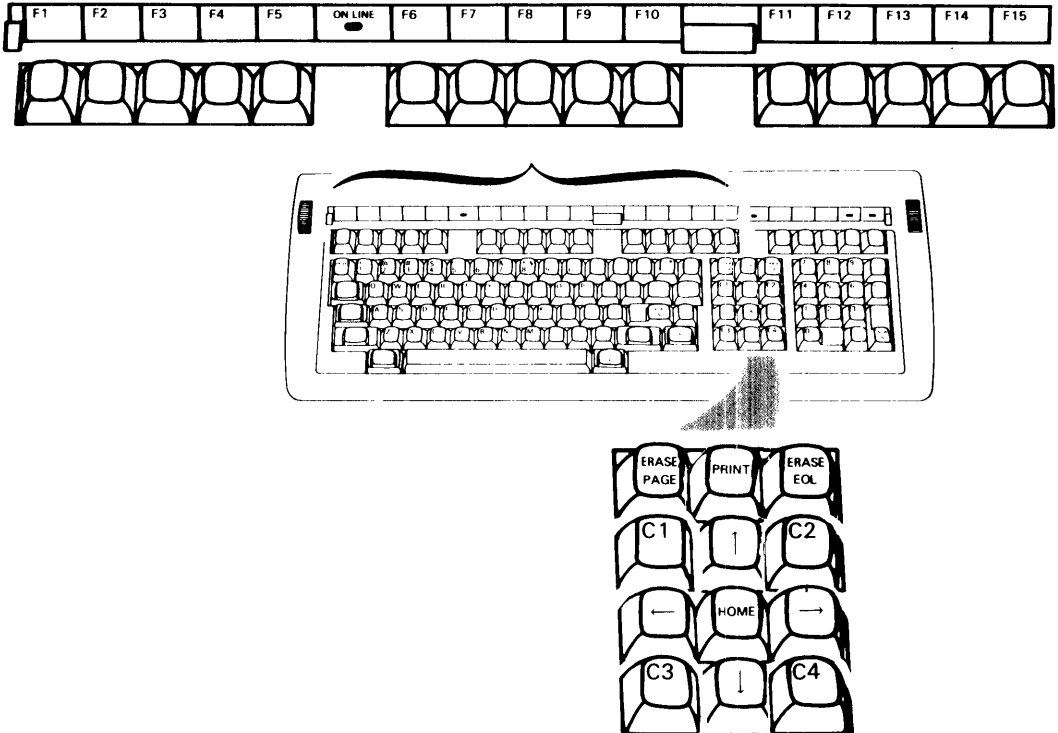 F1 F2 F3 F4 F5 ON LINE F6 F7 F8 F9 F10 F11 F12 F13 F14 F15
ERASE PAGE PRINT ERASE EOL
C1 ↑ C2
← HOME →
C3 ↓ C4